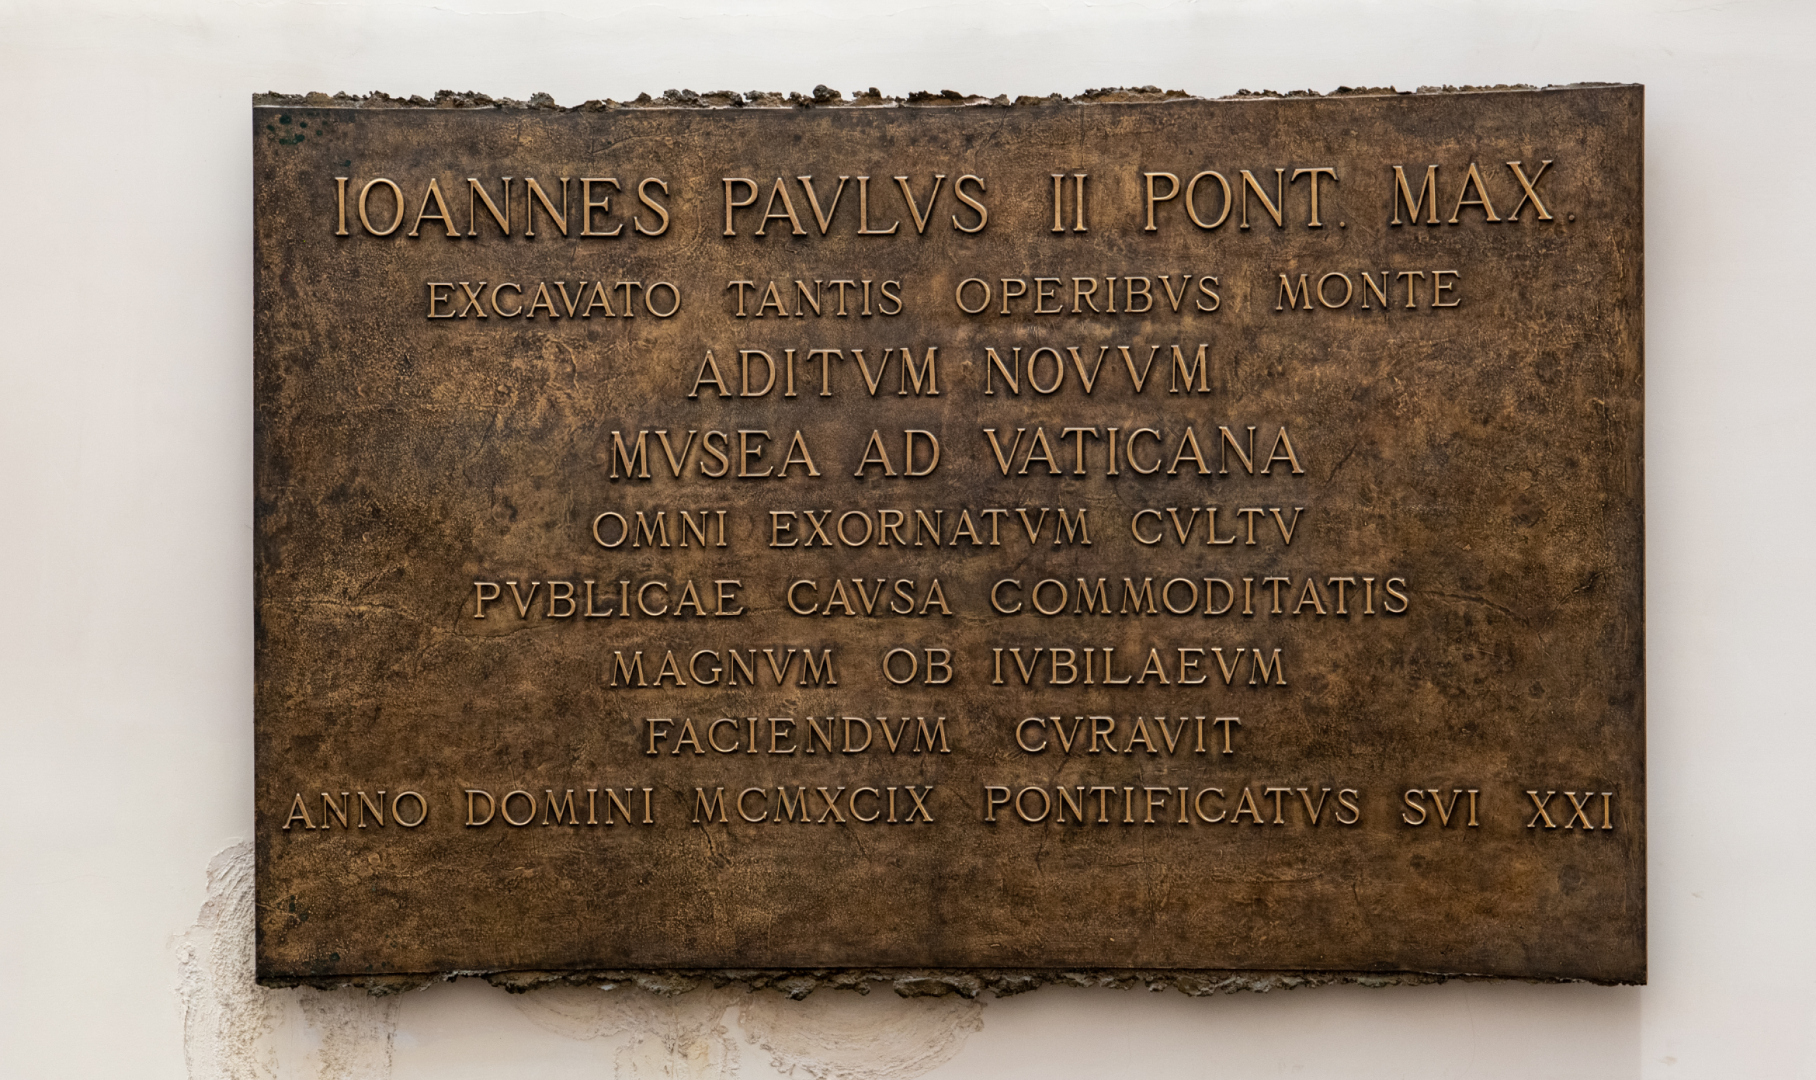 IOANNES PAVLVS II PONT. MAX.
EXCAVATO TANTIS OPERIBVS MONTE
ADITVM NOVVM
MVSEA AD VATICANA
OMNI EXORNATVM CVLTV
PVBLICAE CAVSA COMMODITATIS
MAGNVM OB IVBILAEVM
FACIENDVM CVRAVIT
ANNO DOMINI MCMXCIX PONTIFICATVS SVI XXI